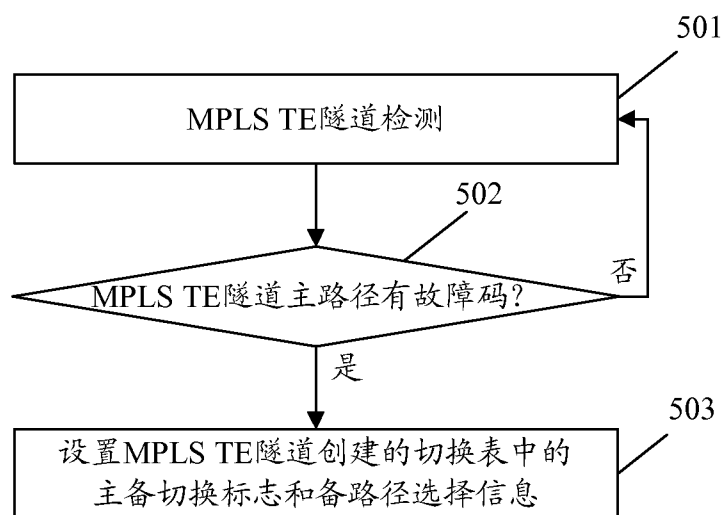 501
MPLS TE隧道检测
502
MPLS TE隧道主路径有故障码?
否
是
503
设置MPLS TE隧道创建的切换表中的
主备切换标志和备路径选择信息